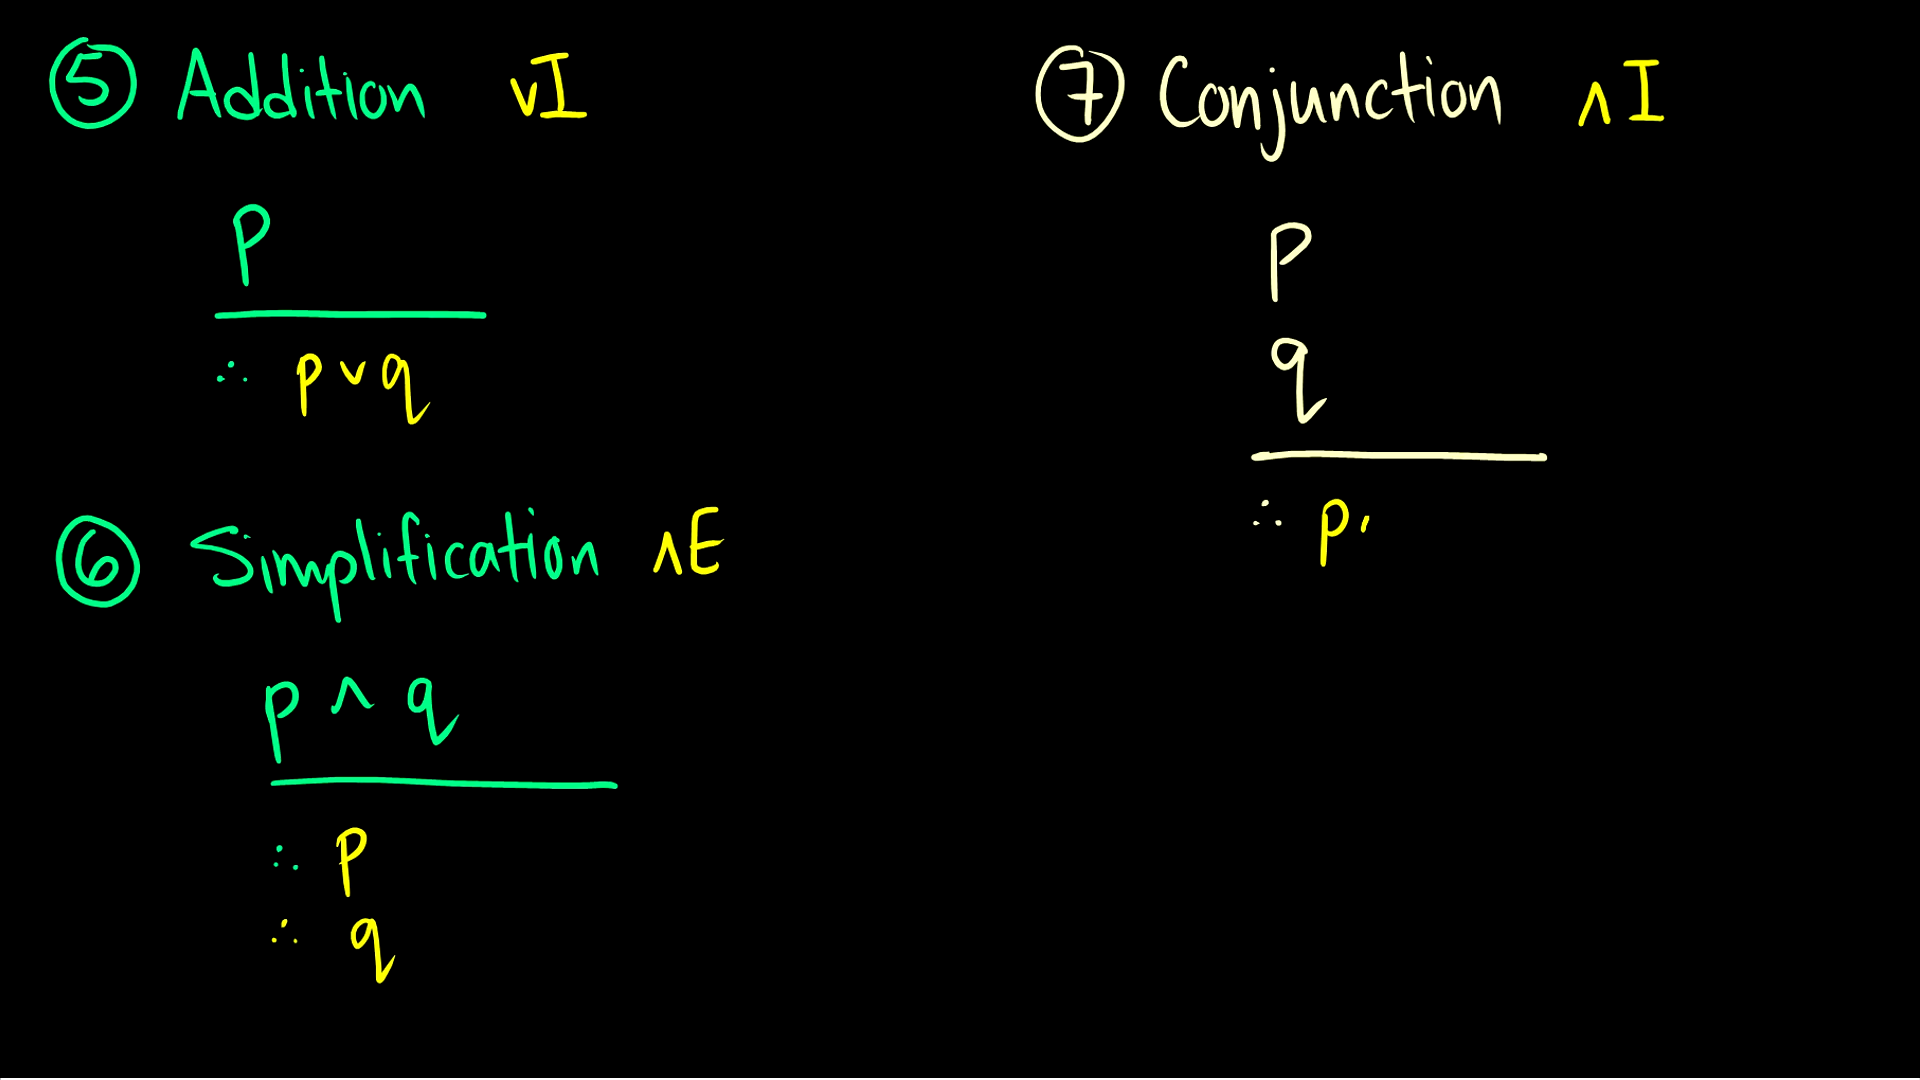 ⑤ Addition ∨I
P
∴ p∨q
⑥ Simplification ∧E
p ∧ q
∴ p
∴ q
⑦ Conjunction ∧I
P
q
∴ p